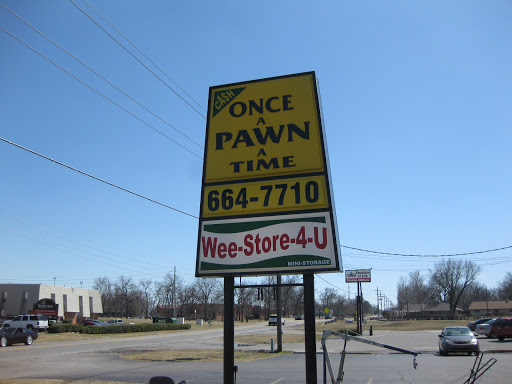 CASH
ONCE
A
PAWN
A
TIME
664-7710
Wee-Store-4-U
MINI-STORAGE